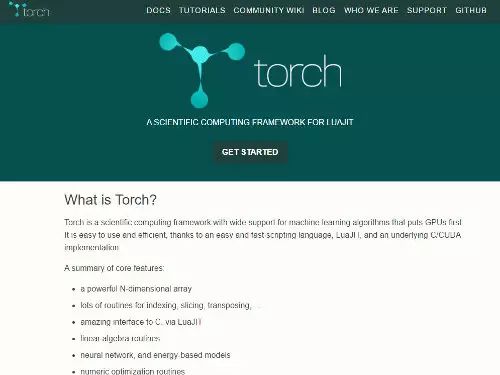 torch
DOCS TUTORIALS COMMUNITY WIKI BLOG WHO WE ARE SUPPORT GITHUB
torch
A SCIENTIFIC COMPUTING FRAMEWORK FOR LUAJIT
GET STARTED
What is Torch?
Torch is a scientific computing framework with wide support for machine learning algorithms that puts GPUs first.
It is easy to use and efficient, thanks to an easy and fast scripting language, LuaJIT, and an underlying C/CUDA
implementation.
A summary of core features:
• a powerful N-dimensional array
• lots of routines for indexing, slicing, transposing, …
• amazing interface to C, via LuaJIT
• linear algebra routines
• neural network, and energy-based models
• numeric optimization routines